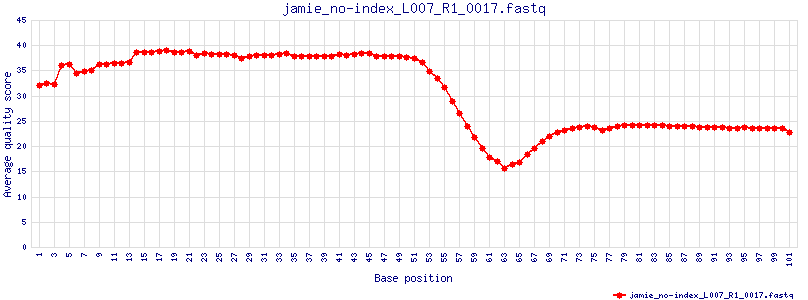 jamie_no-index_L007_R1_0017.fastq
Average quality score
45
40
35
30
25
20
15
10
5
0
1 3 5 7 9 11 13 15 17 19 21 23 25 27 29 31 33 35 37 39 41 43 45 47 49 51 53 55 57 59 61 63 65 67 69 71 73 75 77 79 81 83 85 87 89 91 93 95 97 99 101
Base position
jamie_no-index_L007_R1_0017.fastq